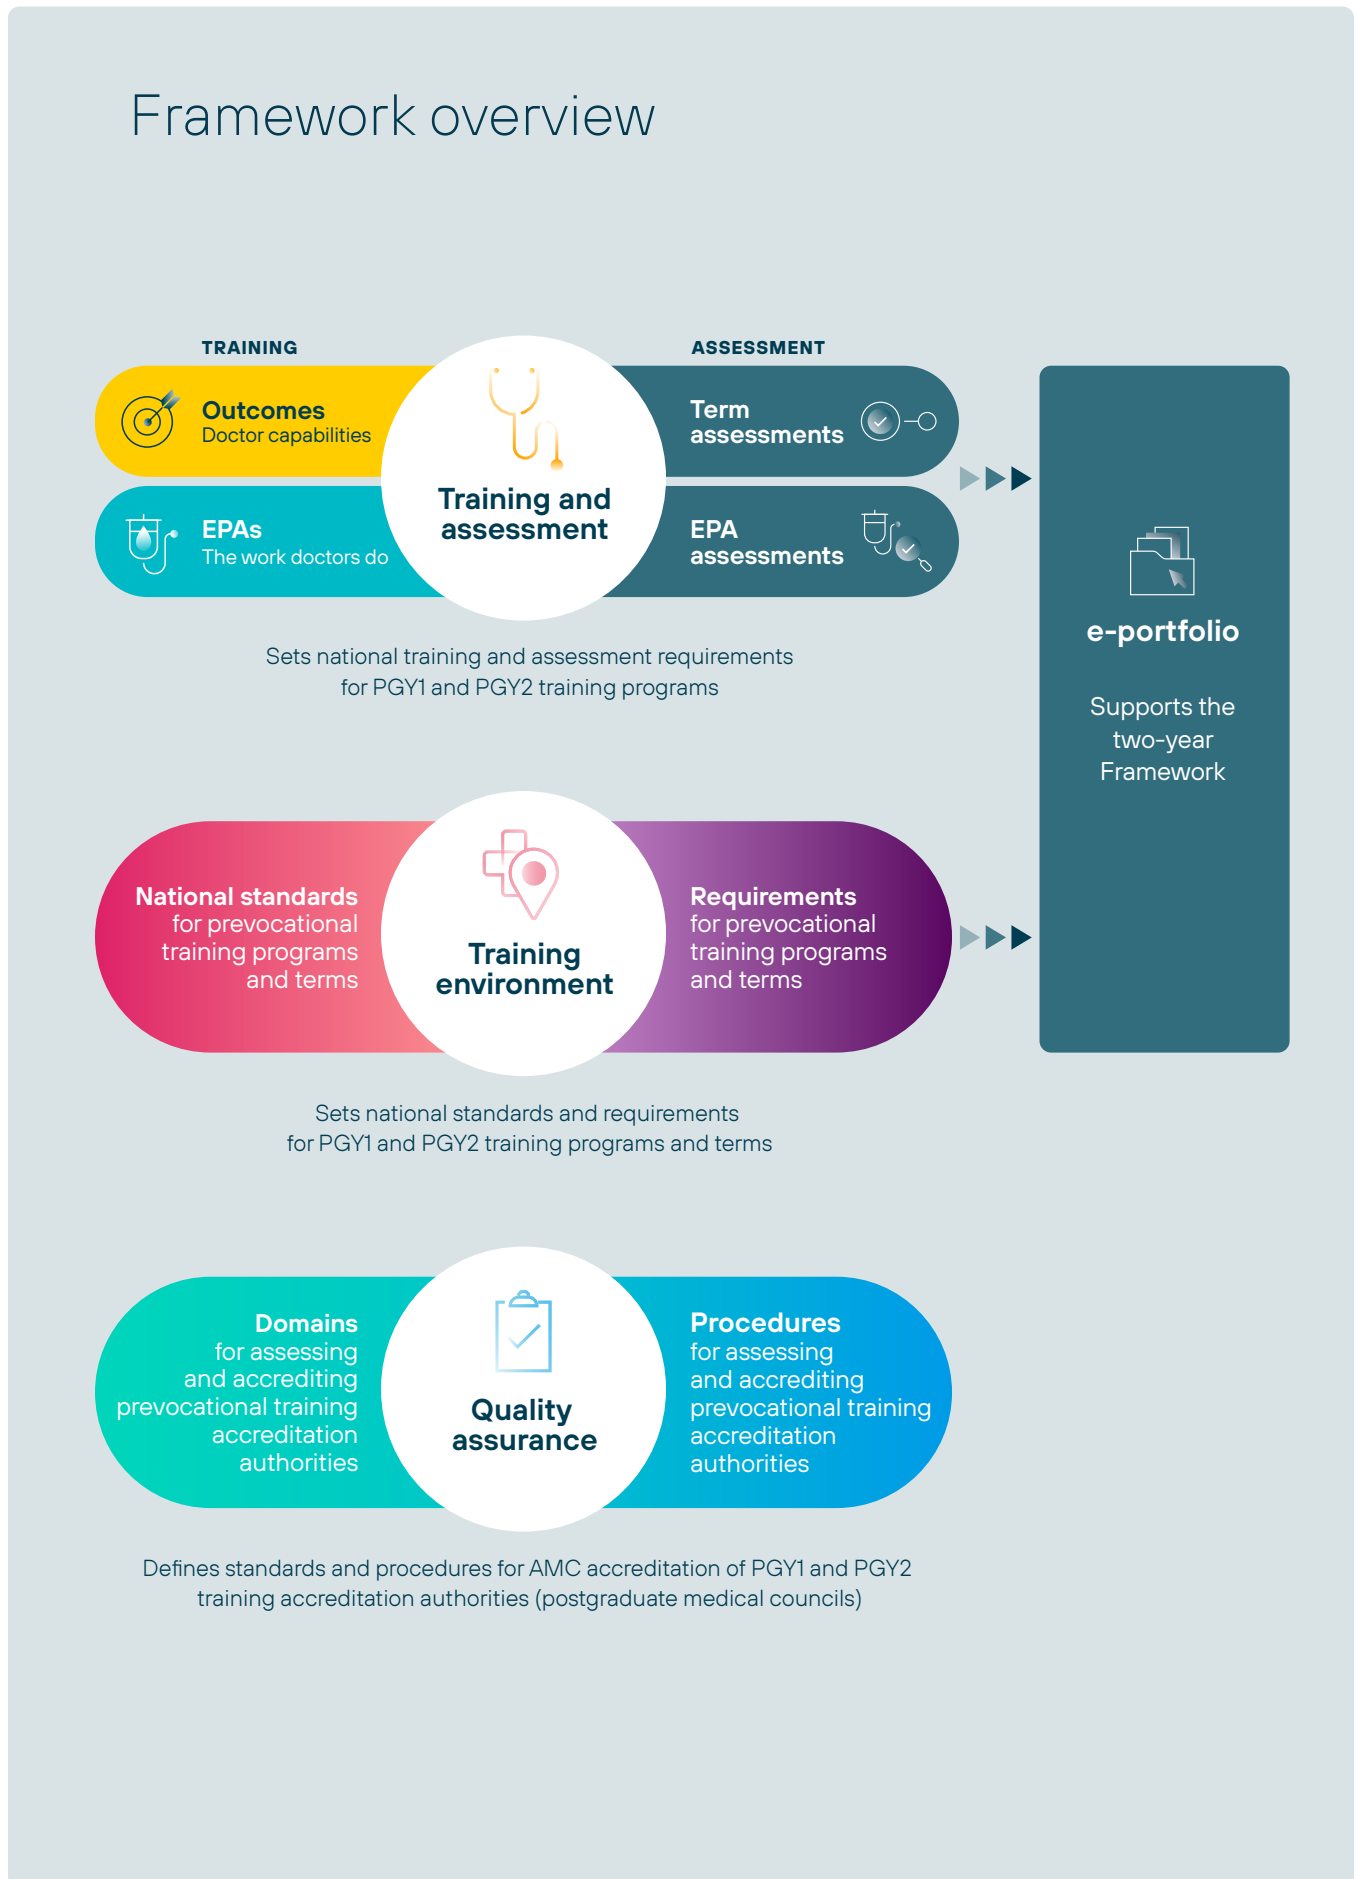 Framework overview
TRAINING
ASSESSMENT
Outcomes
Doctor capabilities
EPAs
The work doctors do
Training and
assessment
Term
assessments
EPA
assessments
Sets national training and assessment requirements
for PGY1 and PGY2 training programs
e-portfolio
Supports the
two-year
Framework
National standards
for prevocational
training programs
and terms
Training
environment
Requirements
for prevocational
training programs
and terms
Sets national standards and requirements
for PGY1 and PGY2 training programs and terms
Domains
for assessing
and accrediting
prevocational training
accreditation
authorities
Quality
assurance
Procedures
for assessing
and accrediting
prevocational training
accreditation
authorities
Defines standards and procedures for AMC accreditation of PGY1 and PGY2
training accreditation authorities (postgraduate medical councils)